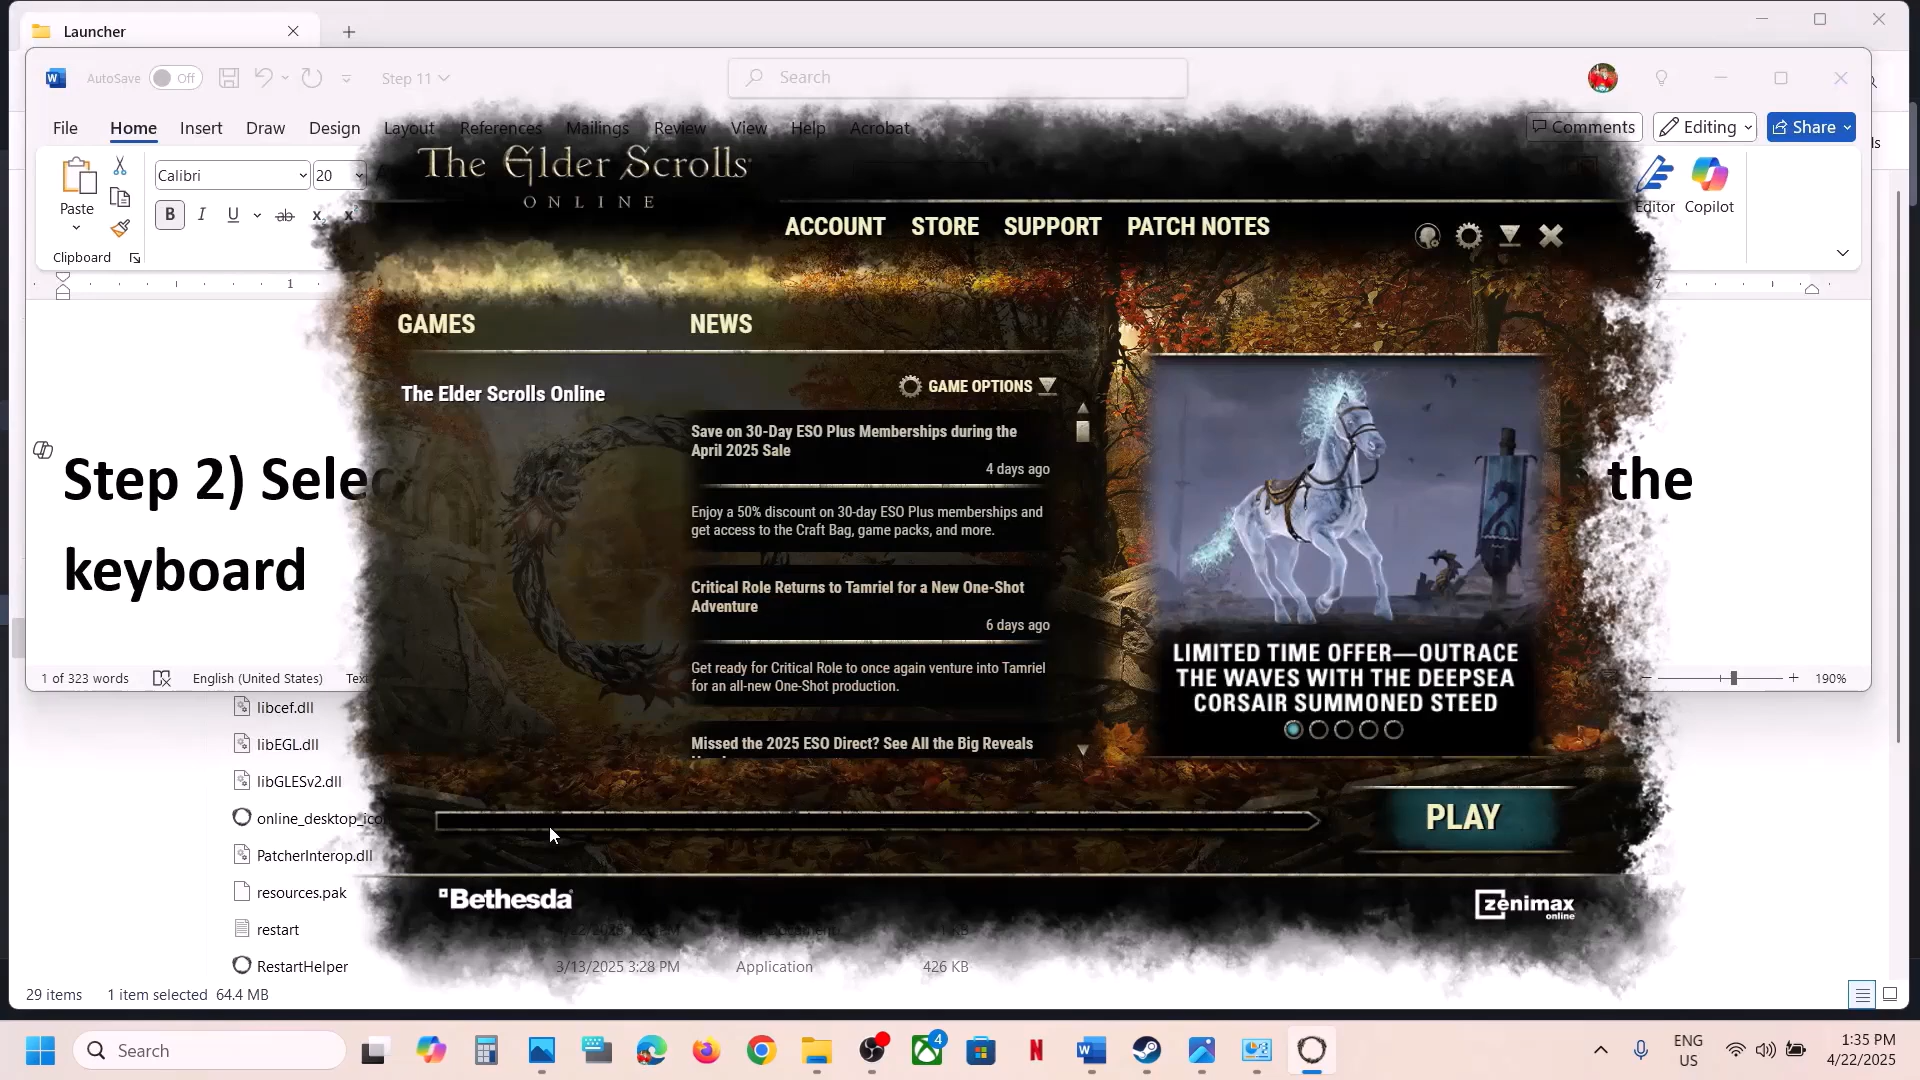 Launcher
AutoSave
Off
Step 11
Search
File
Home
Insert
Draw
Design
Layout
References
Mailings
Review
View
Help
Acrobat
Comments
Editing
Share
Paste
Calibri
20
B
I
U
ab
Editor
Copilot
Clipboard
1
The Elder Scrolls
ONLINE
ACCOUNT
STORE
SUPPORT
PATCH NOTES
GAMES
NEWS
The Elder Scrolls Online
GAME OPTIONS
Save on 30-Day ESO Plus Memberships during the
April 2025 Sale
4 days ago
Enjoy a 50% discount on 30-day ESO Plus memberships and
get access to the Craft Bag, game packs, and more.
Critical Role Returns to Tamriel for a New One-Shot
Adventure
6 days ago
Get ready for Critical Role to once again venture into Tamriel
for an all-new One-Shot production.
Missed the 2025 ESO Direct? See All the Big Reveals
LIMITED TIME OFFER—OUTRACE
THE WAVES WITH THE DEEPSEA
CORSAIR SUMMONED STEED
PLAY
Bethesda
zenimax
online
Step 2) Selec
the
keyboard
1 of 323 words
English (United States)
190%
libcef.dll
libEGL.dll
libGLESv2.dll
online_desktop_ico
PatcherInterop.dll
resources.pak
restart
RestartHelper
3/13/2025 3:28 PM
Application
426 KB
29 items
1 item selected
64.4 MB
Search
4
ENG
US
1:35 PM
4/22/2025